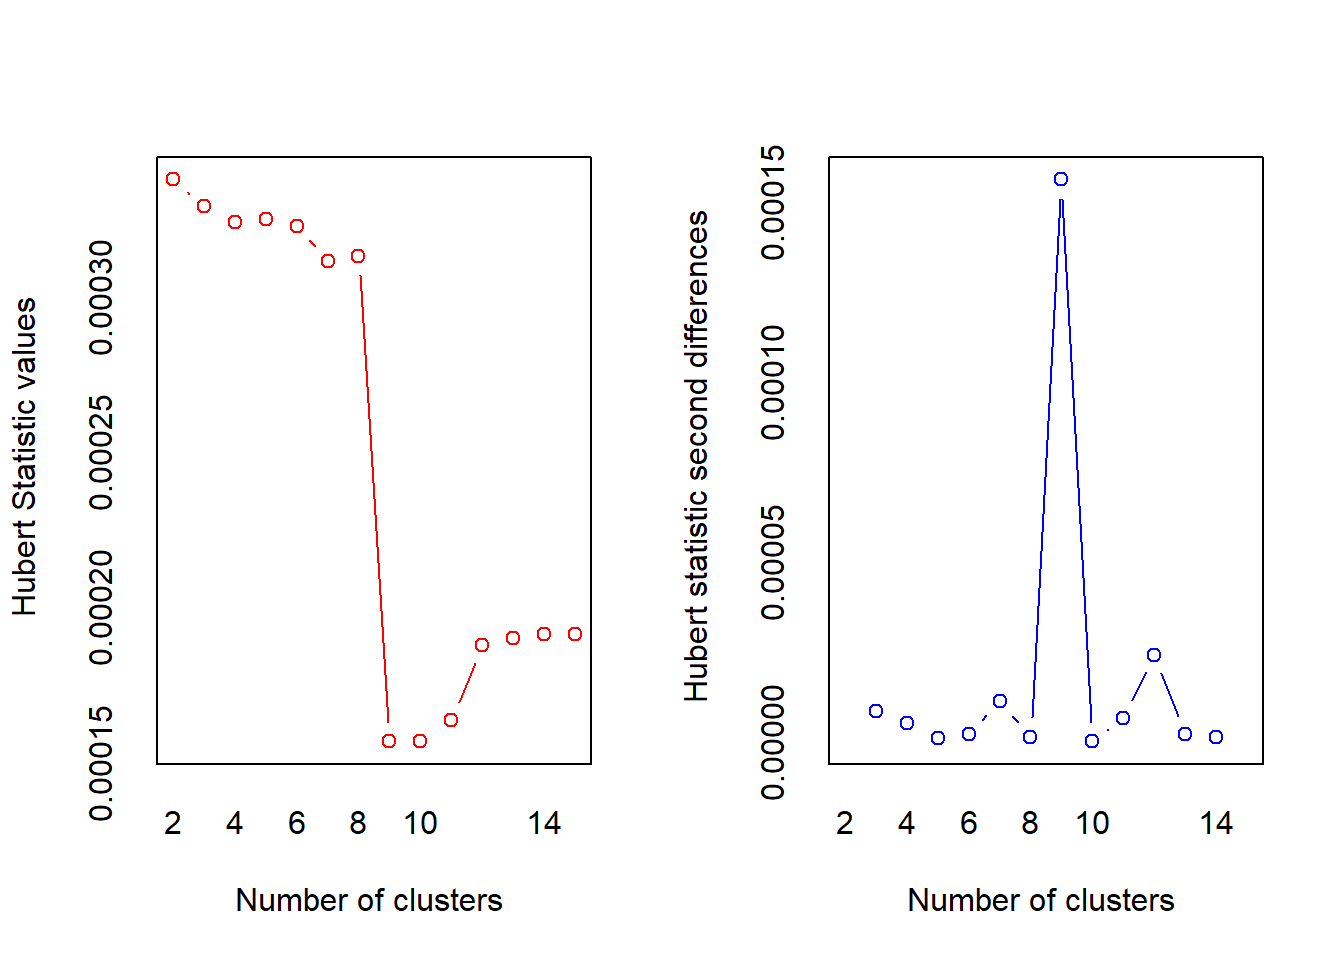 Hubert Statistic values
0.00015
0.00020
0.00025
0.00030
2 4 6 8 10 14
Number of clusters
Hubert statistic second differences
0.00000
0.00005
0.00010
0.00015
2 4 6 8 10 14
Number of clusters